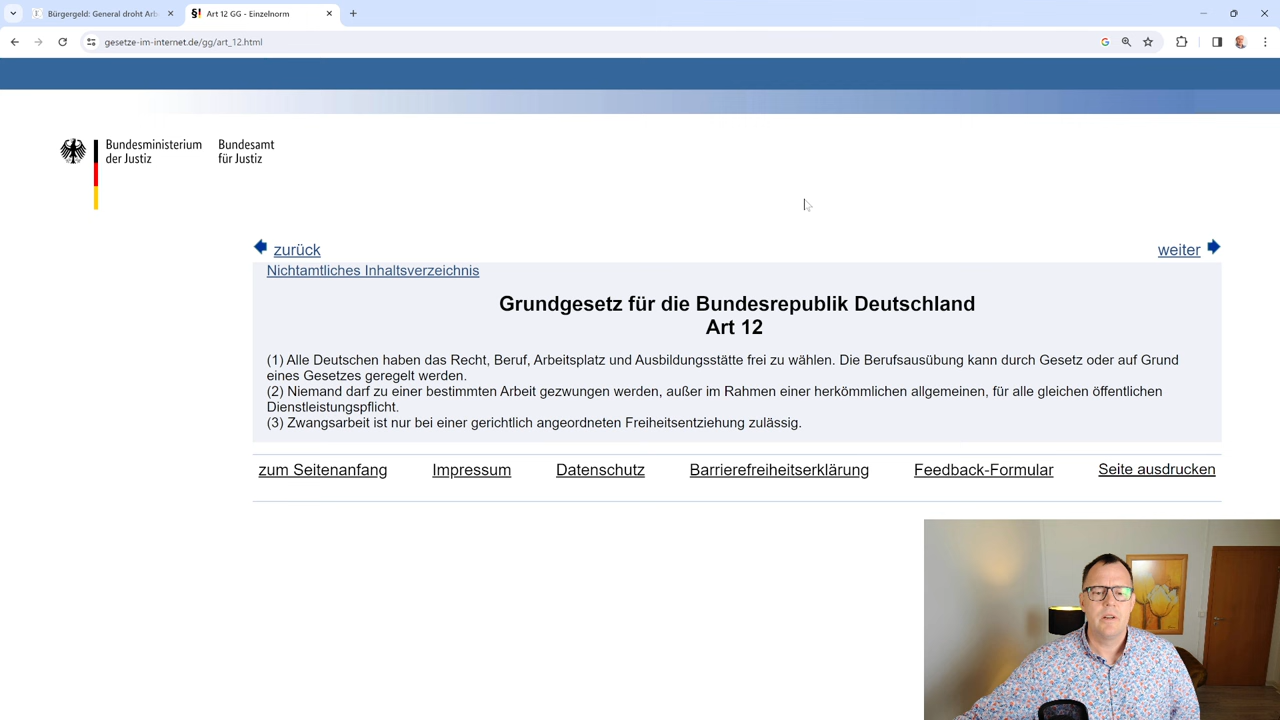 Bürgergeld: General droht Arb
Art 12 GG - Einzelnorm
gesetze-im-internet.de/gg/art_12.html
Bundesministerium der Justiz
Bundesamt für Justiz
zurück
weiter
Nichtamtliches Inhaltsverzeichnis
Grundgesetz für die Bundesrepublik Deutschland
Art 12
(1) Alle Deutschen haben das Recht, Beruf, Arbeitsplatz und Ausbildungsstätte frei zu wählen. Die Berufsausübung kann durch Gesetz oder auf Grund
eines Gesetzes geregelt werden.
(2) Niemand darf zu einer bestimmten Arbeit gezwungen werden, außer im Rahmen einer herkömmlichen allgemeinen, für alle gleichen öffentlichen
Dienstleistungspflicht.
(3) Zwangsarbeit ist nur bei einer gerichtlich angeordneten Freiheitsentziehung zulässig.
zum Seitenanfang Impressum Datenschutz Barrierefreiheitserklärung Feedback-Formular Seite ausdrucken